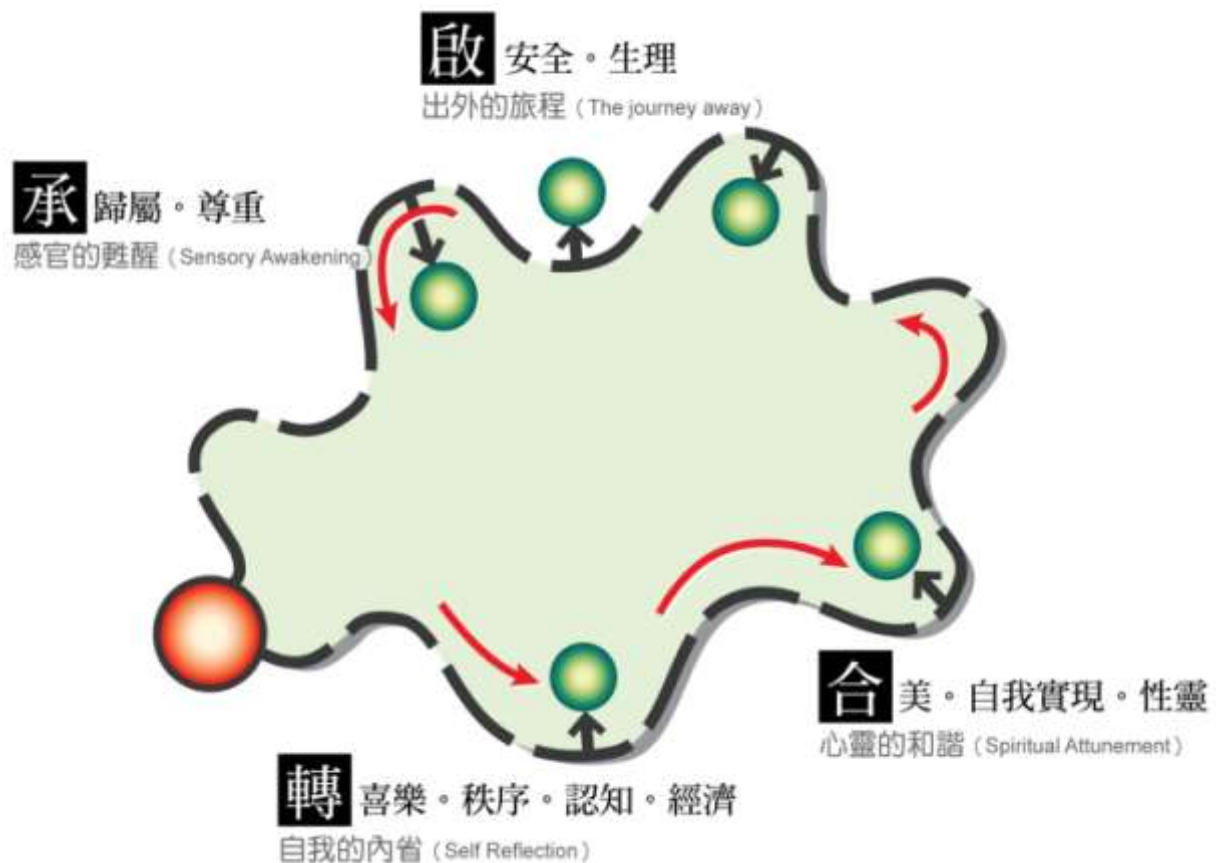 啟 安全。生理
出外的旅程（The journey away）
承 歸屬。尊重
感官的甦醒（Sensory Awakening）
合 美。自我實現。性靈
心靈的和諧（Spiritual Attunement）
轉 喜樂。秩序。認知。經濟
自我的內省（Self Reflection）